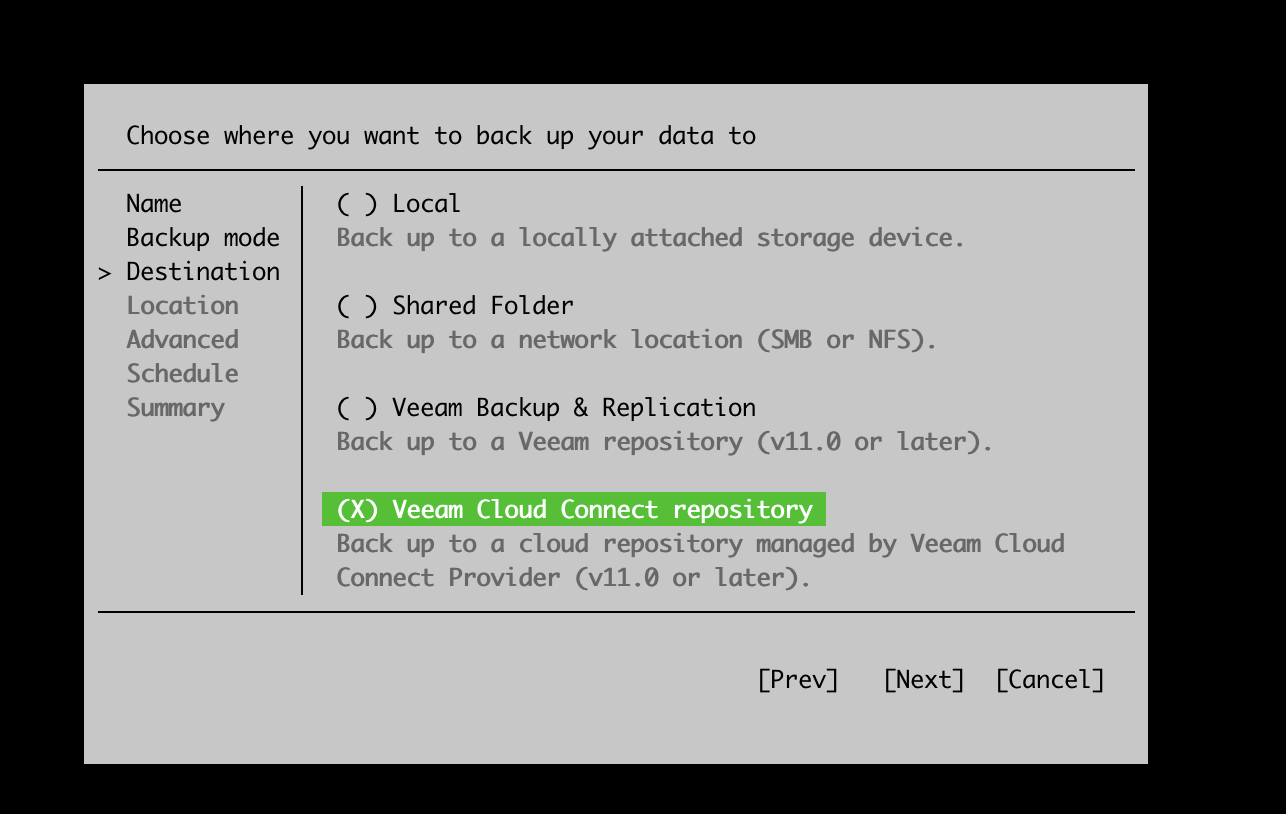 Choose where you want to back up your data to
Name
Backup mode
> Destination
Location
Advanced
Schedule
Summary
( ) Local
Back up to a locally attached storage device.
( ) Shared Folder
Back up to a network location (SMB or NFS).
( ) Veeam Backup & Replication
Back up to a Veeam repository (v11.0 or later).
(X) Veeam Cloud Connect repository
Back up to a cloud repository managed by Veeam Cloud
Connect Provider (v11.0 or later).
[Prev] [Next] [Cancel]